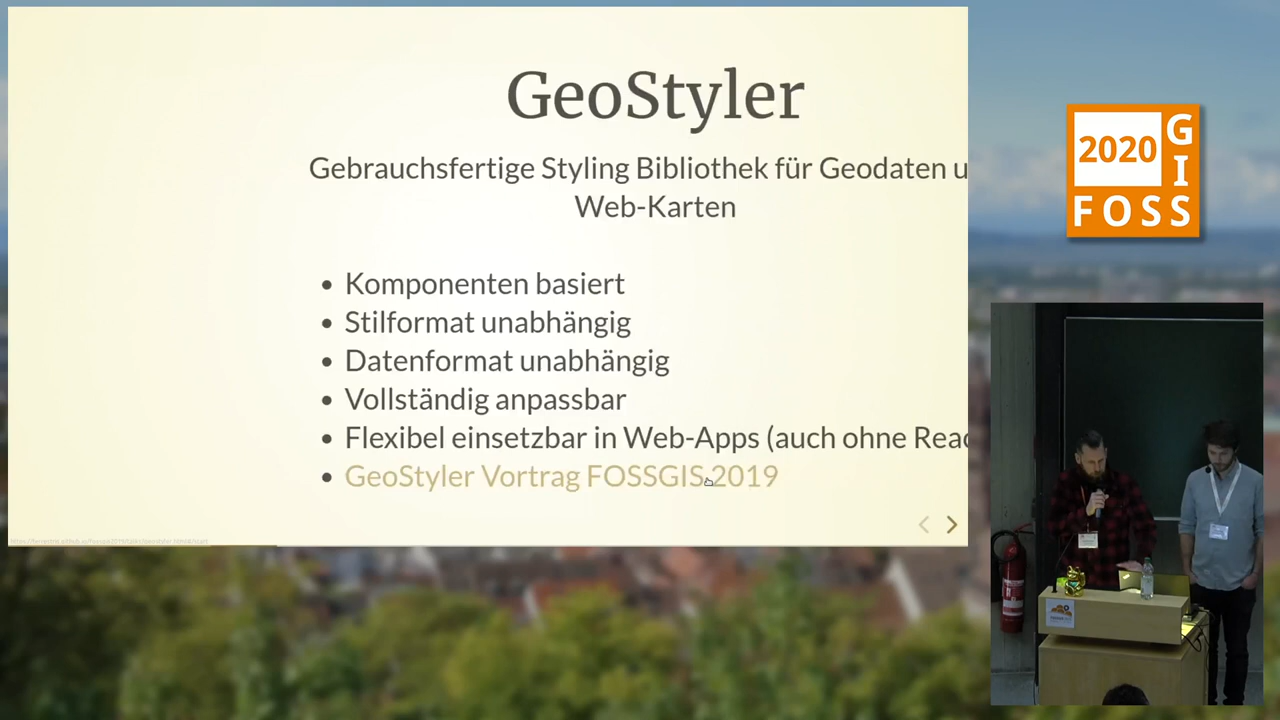 GeoStyler
Gebrauchsfertige Styling Bibliothek für Geodaten u
Web-Karten
• Komponenten basiert
• Stilformat unabhängig
• Datenformat unabhängig
• Vollständig anpassbar
• Flexibel einsetzbar in Web-Apps (auch ohne Reac
• GeoStyler Vortrag FOSSGIS 2019
2020
GIS
FOSS